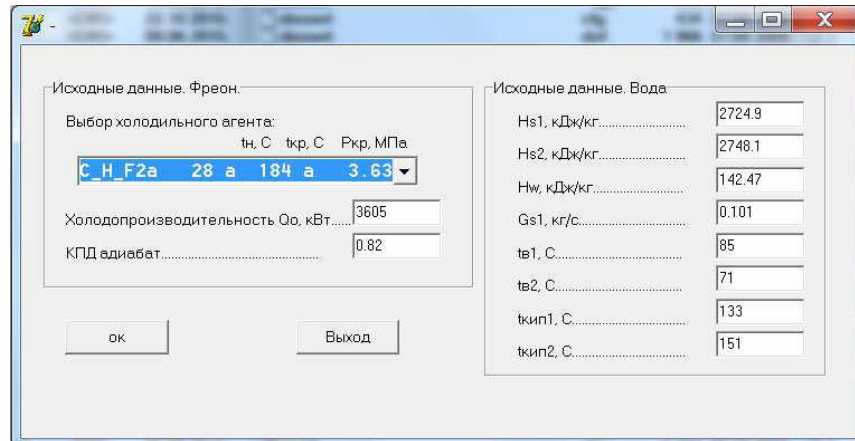 -
X
Исходные данные. Фреон.
Выбор холодильного агента:
tн, C tкр, C Ркр, МПа
C_H_F2a 28 a 184 a 3.63
Холодопроизводительность Qo, кВт..... 3605
КПД адиабат............................................ 0.82
ок
Выход
Исходные данные. Вода
Hs1, кДж/кг........................... 2724.9
Hs2, кДж/кг........................... 2748.1
Hw, кДж/кг........................... 142.47
Gs1, кг/с............................... 0.101
tв1, С.................................... 85
tв2, С.................................... 71
tкип1, С................................ 133
tкип2, С................................ 151